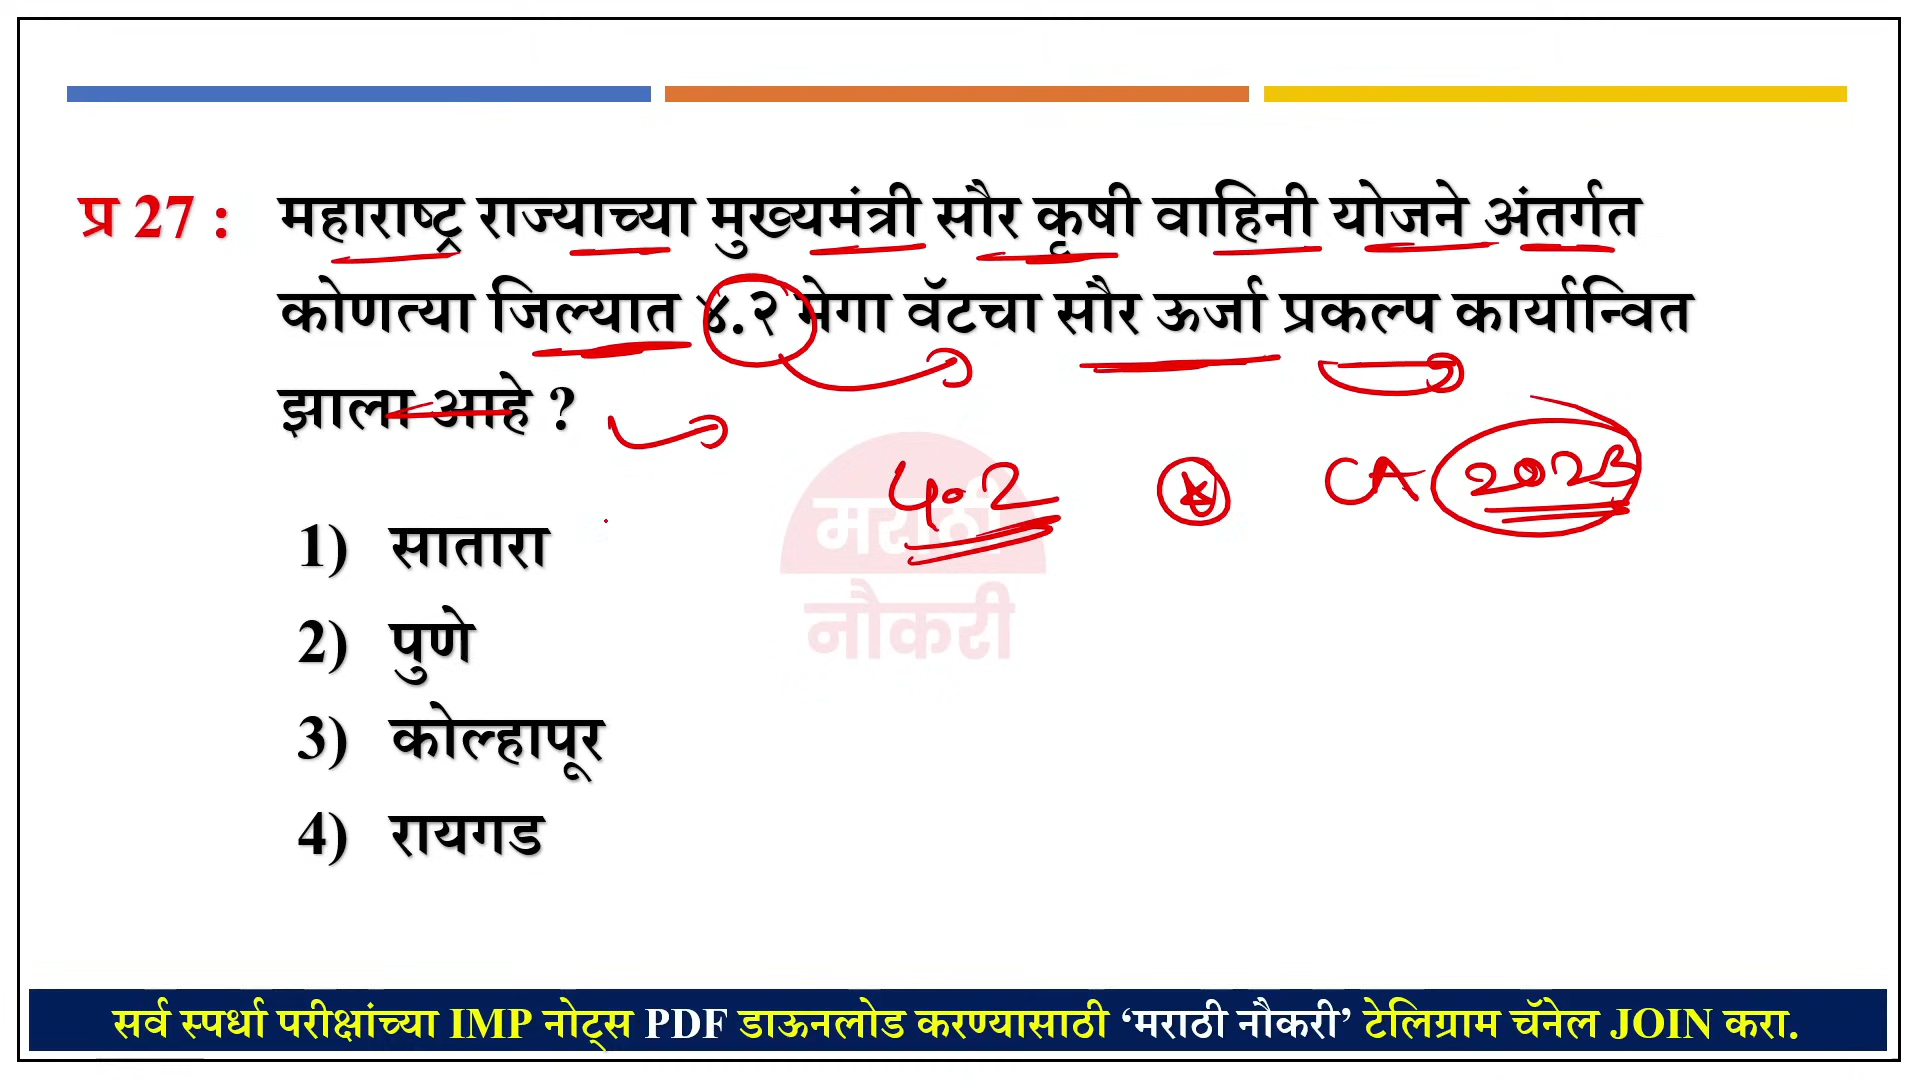 प्र 27 : महाराष्ट्र राज्याच्या मुख्यमंत्री सौर कृषी वाहिनी योजने अंतर्गत
कोणत्या जिल्ह्यात ४.२ मेगा वॅटचा सौर ऊर्जा प्रकल्प कार्यान्वित
झाला आहे ?
4.2 CA 2023
मराठी
नौकरी
1) सातारा
2) पुणे
3) कोल्हापूर
4) रायगड
सर्व स्पर्धा परीक्षांच्या IMP नोट्स PDF डाऊनलोड करण्यासाठी ‘मराठी नौकरी’ टेलिग्राम चॅनेल JOIN करा.